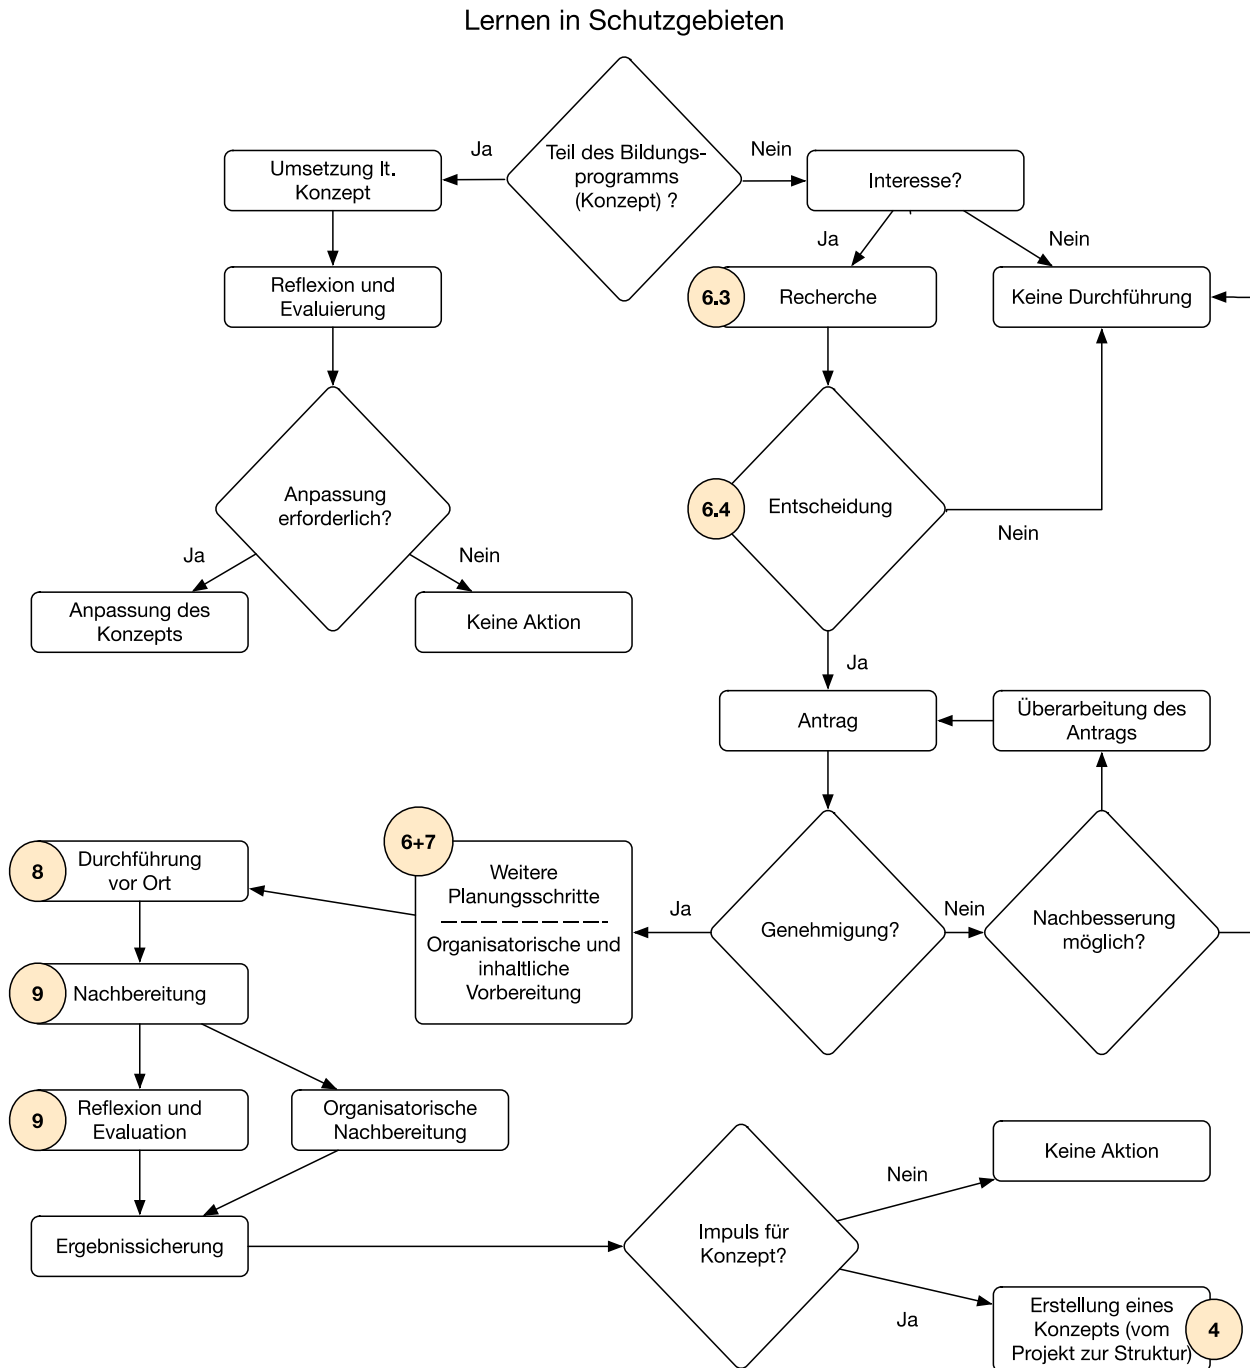 Lernen in Schutzgebieten
Teil des Bildungs-
programms
(Konzept) ?
Ja
Nein
Umsetzung lt.
Konzept
Interesse?
Ja
Nein
Reflexion und
Evaluierung
6.3
Recherche
Keine Durchführung
Anpassung
erforderlich?
6.4
Entscheidung
Nein
Ja
Nein
Anpassung des
Konzepts
Keine Aktion
Ja
Antrag
Überarbeitung des
Antrags
8
Durchführung
vor Ort
6+7
Weitere
Planungsschritte
Organisatorische und
inhaltliche
Vorbereitung
Ja
Genehmigung?
Nein
Nachbesserung
möglich?
9
Nachbereitung
9
Reflexion und
Evaluation
Organisatorische
Nachbereitung
Ergebnissicherung
Impuls für
Konzept?
Nein
Keine Aktion
Ja
Erstellung eines
Konzepts (vom
Projekt zur Struktur)
4